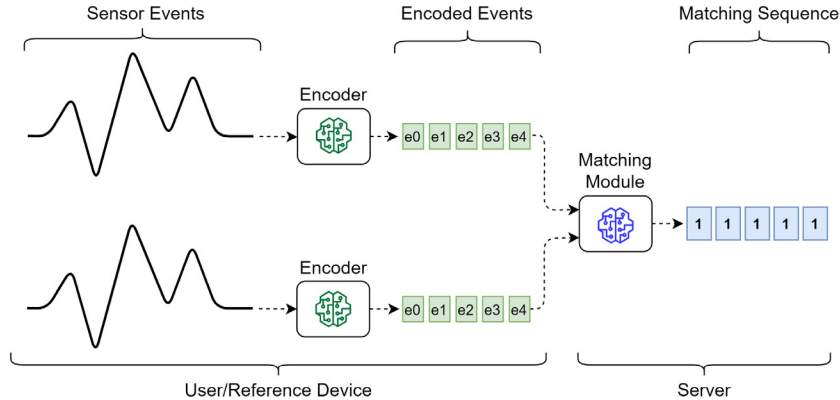 Sensor Events
Encoded Events
Matching Sequence
Encoder
e0 e1 e2 e3 e4
Matching
Module
1 1 1 1 1
Encoder
e0 e1 e2 e3 e4
User/Reference Device
Server